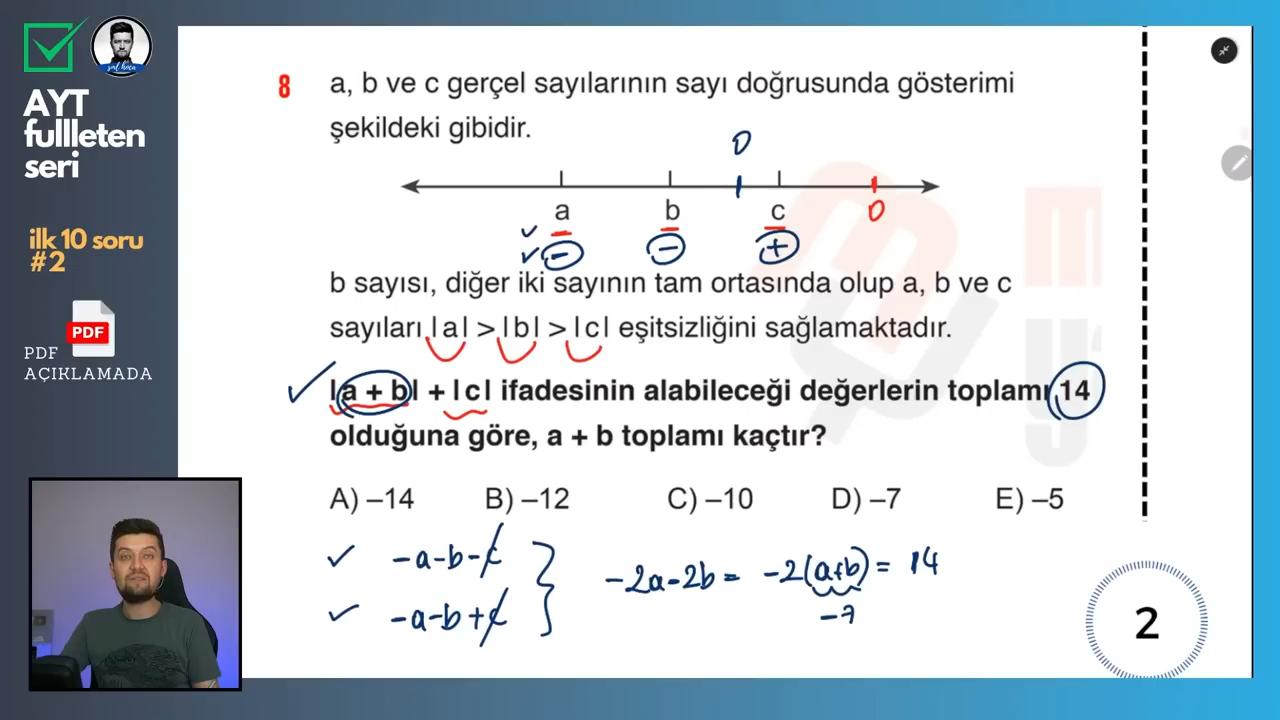 AYT
fullleten
seri
ilk 10 soru
#2
PDF
PDF
AÇIKLAMADA
8 a, b ve c gerçel sayılarının sayı doğrusunda gösterimi
şekildeki gibidir.
0
a b c 0
– – +
b sayısı, diğer iki sayının tam ortasında olup a, b ve c
sayıları |a| > |b| > |c| eşitsizliğini sağlamaktadır.
|a + b| + |c| ifadesinin alabileceği değerlerin toplamı 14
olduğuna göre, a + b toplamı kaçtır?
A) –14 B) –12 C) –10 D) –7 E) –5
-a-b-c
-2a-2b = -2(a+b) = 14
-7
-a-b+c
2